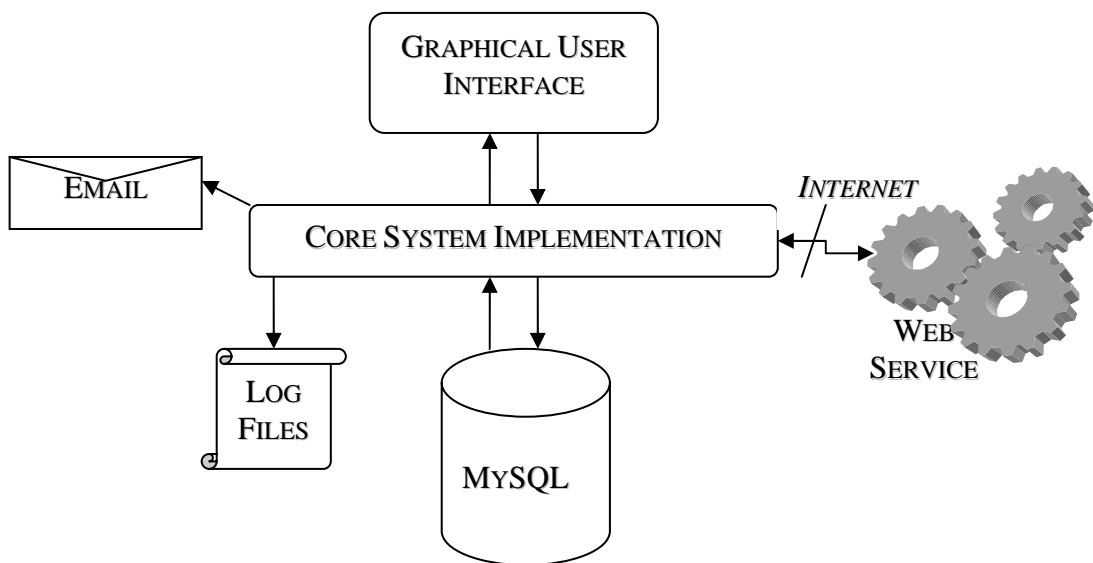 GRAPHICAL USER
INTERFACE
EMAIL
INTERNET
CORE SYSTEM IMPLEMENTATION
WEB
SERVICE
LOG
FILES
MYSQL